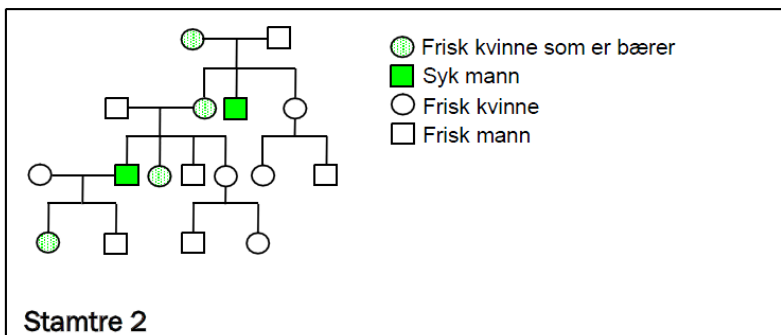 Frisk kvinne som er bærer
Syk mann
Frisk kvinne
Frisk mann
Stamtre 2